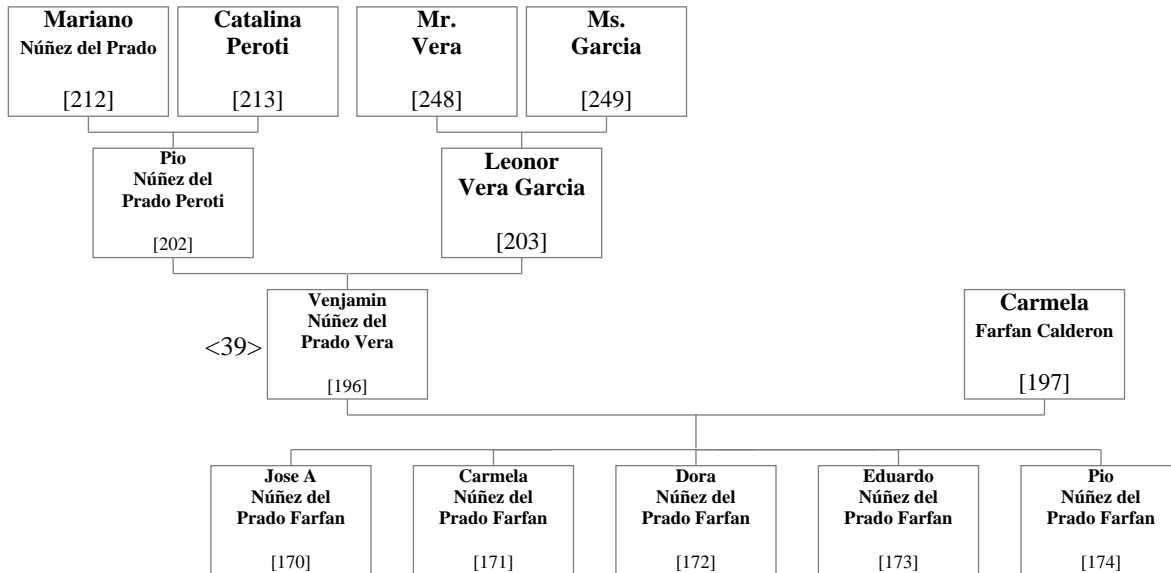 Mariano
Núñez del Prado
[212]
Catalina
Peroti
[213]
Mr.
Vera
[248]
Ms.
Garcia
[249]
Pio
Núñez del
Prado Peroti
[202]
Leonor
Vera Garcia
[203]
<39>
Venjamin
Núñez del
Prado Vera
[196]
Carmela
Farfan Calderon
[197]
Jose A
Núñez del
Prado Farfan
[170]
Carmela
Núñez del
Prado Farfan
[171]
Dora
Núñez del
Prado Farfan
[172]
Eduardo
Núñez del
Prado Farfan
[173]
Pio
Núñez del
Prado Farfan
[174]